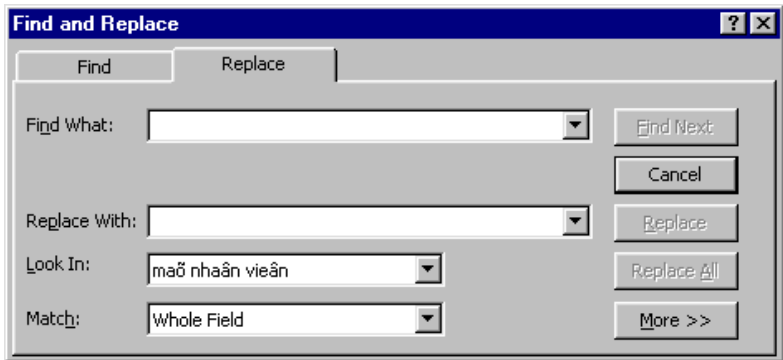 Find and Replace
Find
Replace
Find What:
Find Next
Cancel
Replace With:
Replace
Look In:
maõ nhaân vieân
Replace All
Match:
Whole Field
More >>